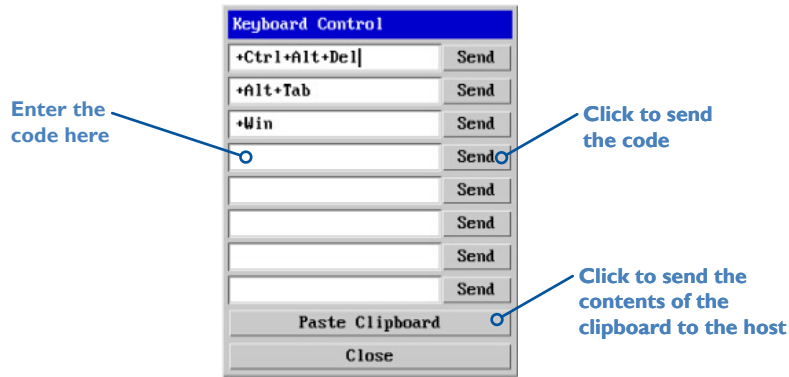 Keyboard Control
+Ctrl+Alt+Del
Send
+Alt+Tab
Send
Enter the
code here
+Win
Send
Click to send
the code
Send
Send
Send
Send
Send
Click to send the
contents of the
clipboard to the host
Paste Clipboard
Close